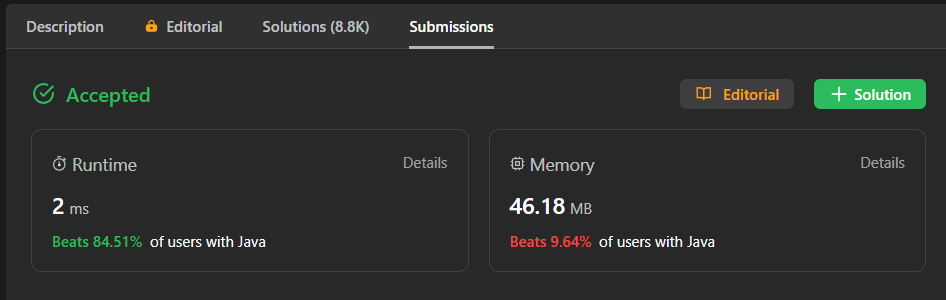 Description Editorial Solutions (8.8K) Submissions
Accepted Editorial Solution
Runtime Details Memory Details
2 ms 46.18 MB
Beats 84.51% of users with Java Beats 9.64% of users with Java